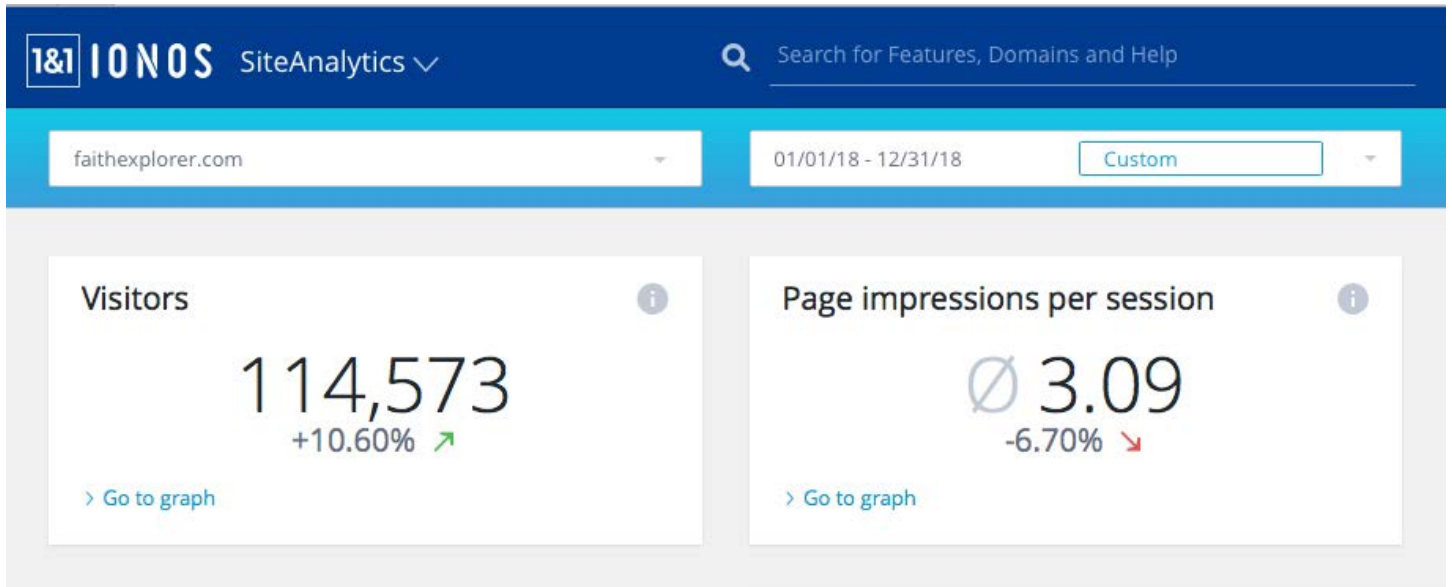 1&1 IONOS SiteAnalytics
Search for Features, Domains and Help
faithexplorer.com
01/01/18 - 12/31/18 Custom
Visitors
114,573
+10.60%
Go to graph
Page impressions per session
Ø 3.09
-6.70%
Go to graph